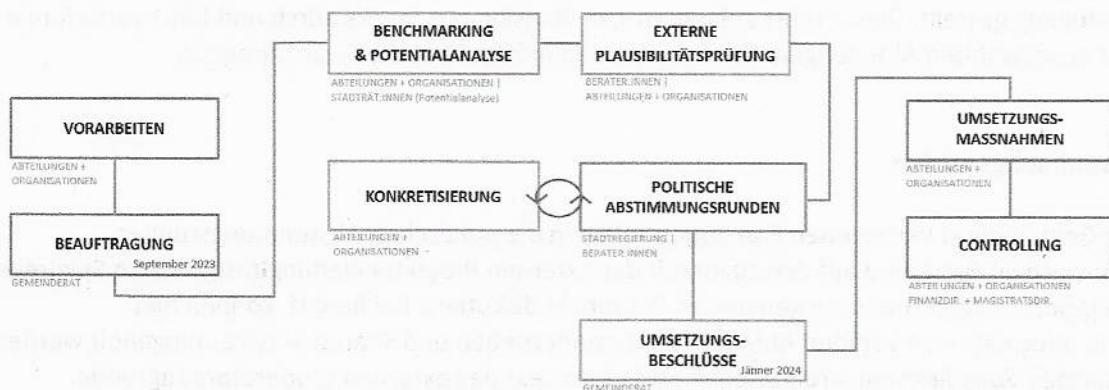 BENCHMARKING
& POTENTIALANALYSE
ABTEILUNGEN + ORGANISATIONEN |
STADTRÄT:INNEN (Potentialanalyse)
EXTERNE
PLAUSIBILITÄTSPRÜFUNG
BERATER:INNEN |
ABTEILUNGEN + ORGANISATIONEN
VORARBEITEN
ABTEILUNGEN +
ORGANISATIONEN
UMSETZUNGS-
MASSNAHMEN
ABTEILUNGEN +
ORGANISATIONEN
KONKRETISIERUNG
ABTEILUNGEN +
ORGANISATIONEN
POLITISCHE
ABSTIMMUNGSRUNDEN
STADTREGIERUNG |
BERATER:INNEN
BEAUFTRAGUNG
September 2023
GEMEINDERAT
CONTROLLING
ABTEILUNGEN + ORGANISATIONEN
FINANZDIR. + MAGISTRATSDIR.
UMSETZUNGS-
BESCHLÜSSE
Jänner 2024
GEMEINDERAT